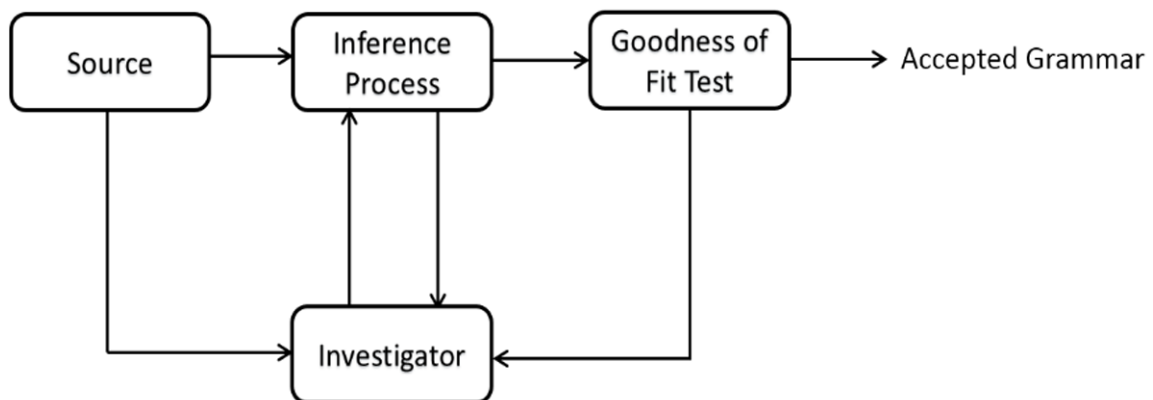 Source
Inference
Process
Goodness of
Fit Test
Accepted Grammar
Investigator